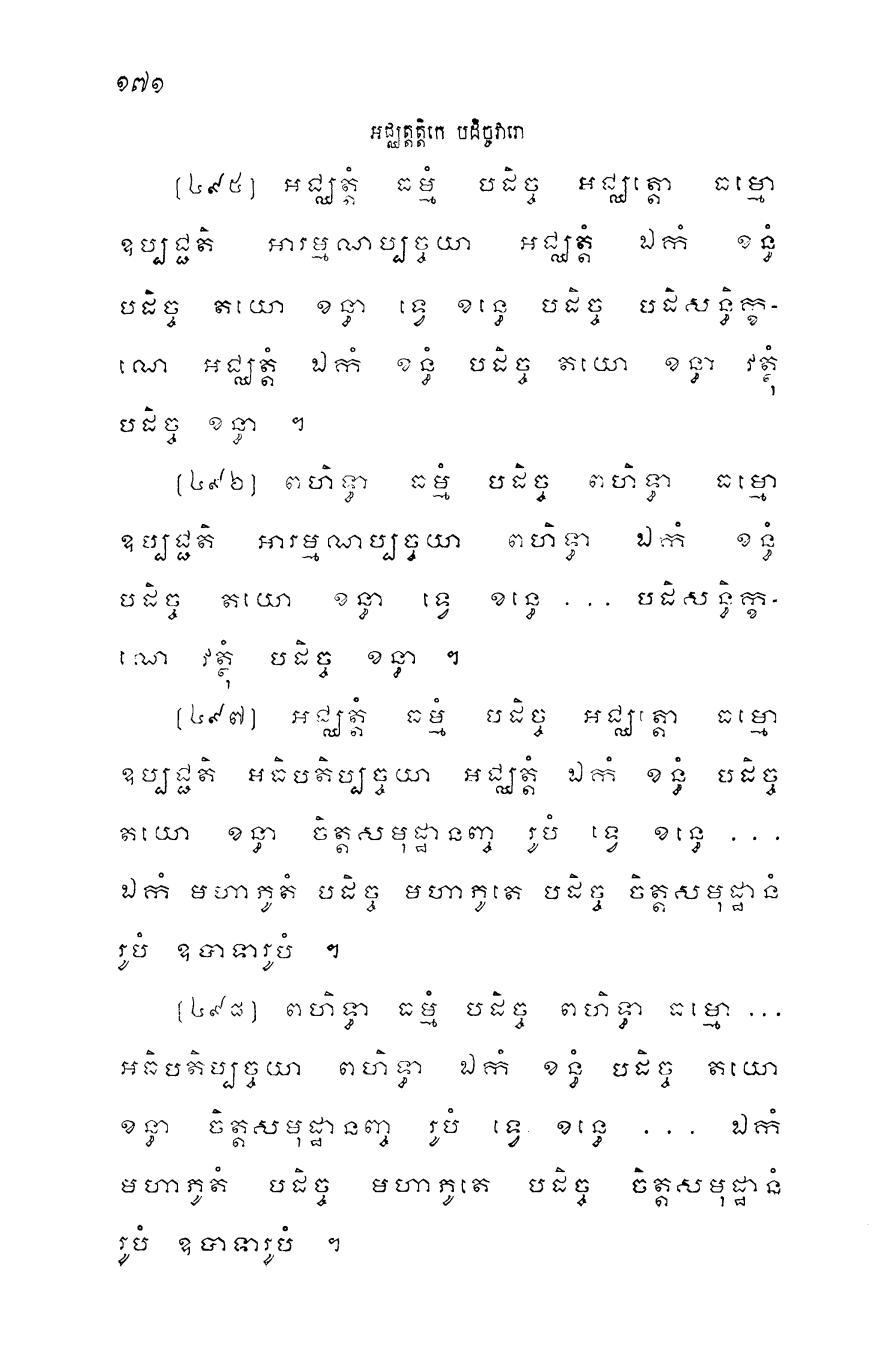 ១៧១
អជ្ឈត្តត្តិកេ បដិច្ចវារោ
[៤៩៥] អជ្ឈត្តំ ធម្មំ បដិច្ច អជ្ឈត្តោ ធម្មោ
ឧប្បជ្ជតិ អារម្មណប្បច្ចយា អជ្ឈត្តំ ឯកំ ខន្ធំ
បដិច្ច តយោ ខន្ធា ទ្វេ ខន្ធេ បដិច្ច បដិសន្ធិក្ខ-
ណេ អជ្ឈត្តំ ឯកំ ខន្ធំ បដិច្ច តយោ ខន្ធា វត្ថុំ
បដិច្ច ខន្ធា ។
[៤៩៦] ពហិទ្ធា ធម្មំ បដិច្ច ពហិទ្ធា ធម្មោ
ឧប្បជ្ជតិ អារម្មណប្បច្ចយា ពហិទ្ធា ឯកំ ខន្ធំ
បដិច្ច តយោ ខន្ធា ទ្វេ ខន្ធេ ... បដិសន្ធិក្ខ-
ណេ វត្ថុំ បដិច្ច ខន្ធា ។
[៤៩៧] អជ្ឈត្តំ ធម្មំ បដិច្ច អជ្ឈត្តោ ធម្មោ
ឧប្បជ្ជតិ អធិបតិប្បច្ចយា អជ្ឈត្តំ ឯកំ ខន្ធំ បដិច្ច
តយោ ខន្ធា ចិត្តសមុដ្ឋានញ្ច រូបំ ទ្វេ ខន្ធេ ...
ឯកំ មហាភូតំ បដិច្ច មហាភូតេ បដិច្ច ចិត្តសមុដ្ឋានំ
រូបំ ឧបាទារូបំ ។
[៤៩៨] ពហិទ្ធា ធម្មំ បដិច្ច ពហិទ្ធា ធម្មោ ...
អធិបតិប្បច្ចយា ពហិទ្ធា ឯកំ ខន្ធំ បដិច្ច តយោ
ខន្ធា ចិត្តសមុដ្ឋានញ្ច រូបំ ទ្វេ ខន្ធេ ... ឯកំ
មហាភូតំ បដិច្ច មហាភូតេ បដិច្ច ចិត្តសមុដ្ឋានំ
រូបំ ឧបាទារូបំ ។